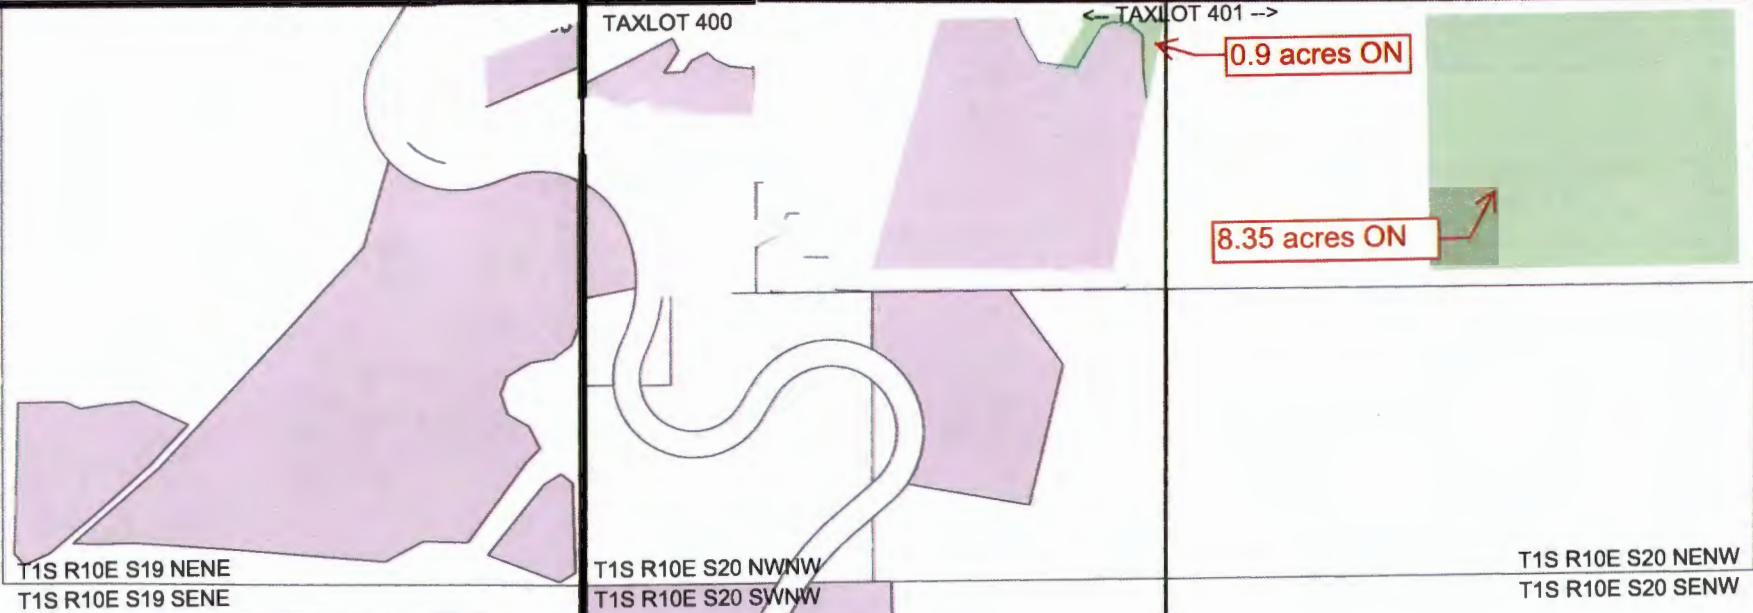 TAXLOT 400
<-- TAXLOT 401 -->
0.9 acres ON
8.35 acres ON
T1S R10E S19 NENE
T1S R10E S20 NWNW
T1S R10E S20 NENW
T1S R10E S19 SENE
T1S R10E S20 SWNW
T1S R10E S20 SENW